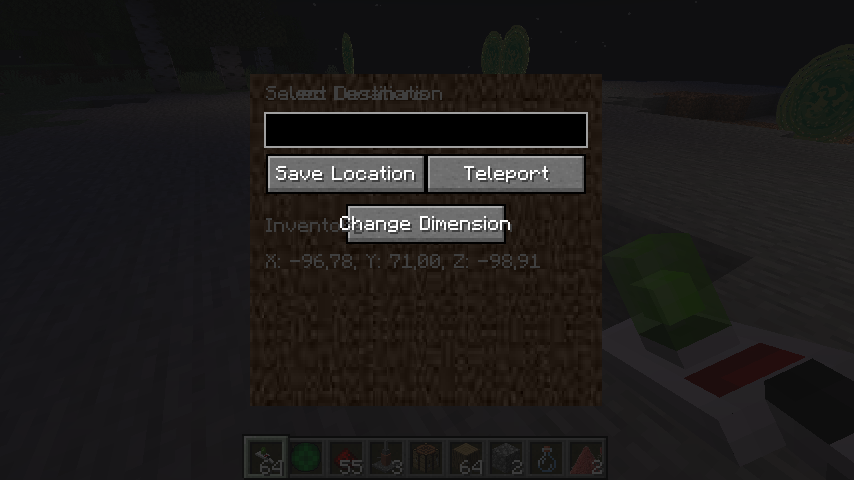 Select Destination
Save Location Teleport
Change Dimension
X: -96,78, Y: 71,00, Z: -98,91
64 55 3 64 2 2